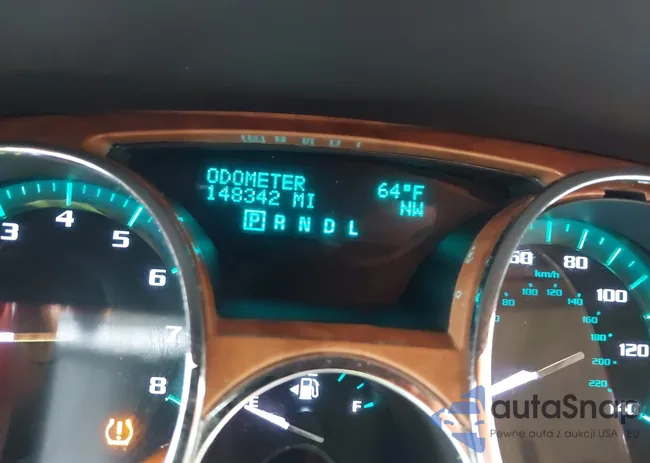 ODOMETER
148342 MI
64°F
NW
P R N D L
3 4 5 6 7 8
60 80 100 120
km/h
80 100 120 140 160 180 200 220
E F
autaSnap
Pewne auta z aukcji USA i EU